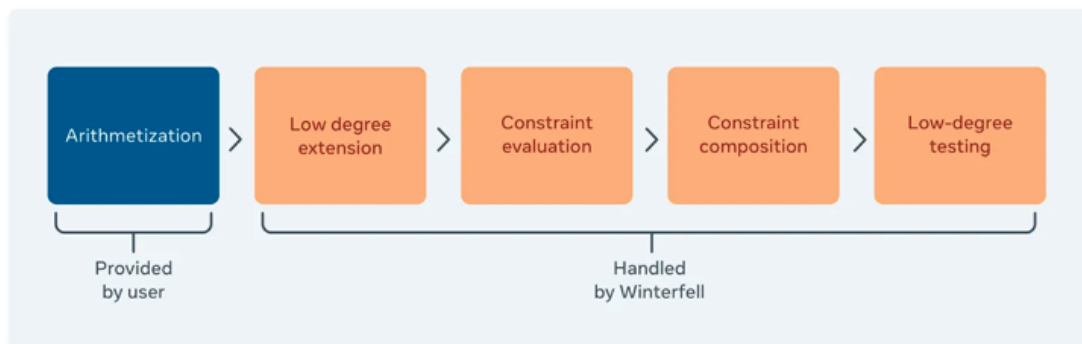 Arithmetization
Low degree
extension
Constraint
evaluation
Constraint
composition
Low-degree
testing
Provided
by user
Handled
by Winterfell